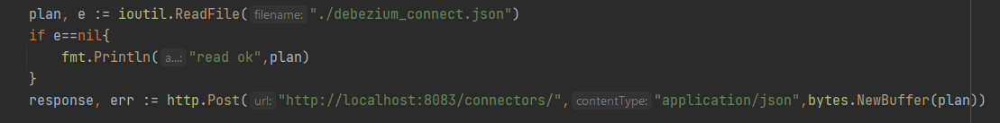 plan, e := ioutil.ReadFile( filename: "./debezium_connect.json")
if e==nil{
fmt.Println( a...: "read ok",plan)
}
response, err := http.Post( url: "http://localhost:8083/connectors/", contentType: "application/json",bytes.NewBuffer(plan))